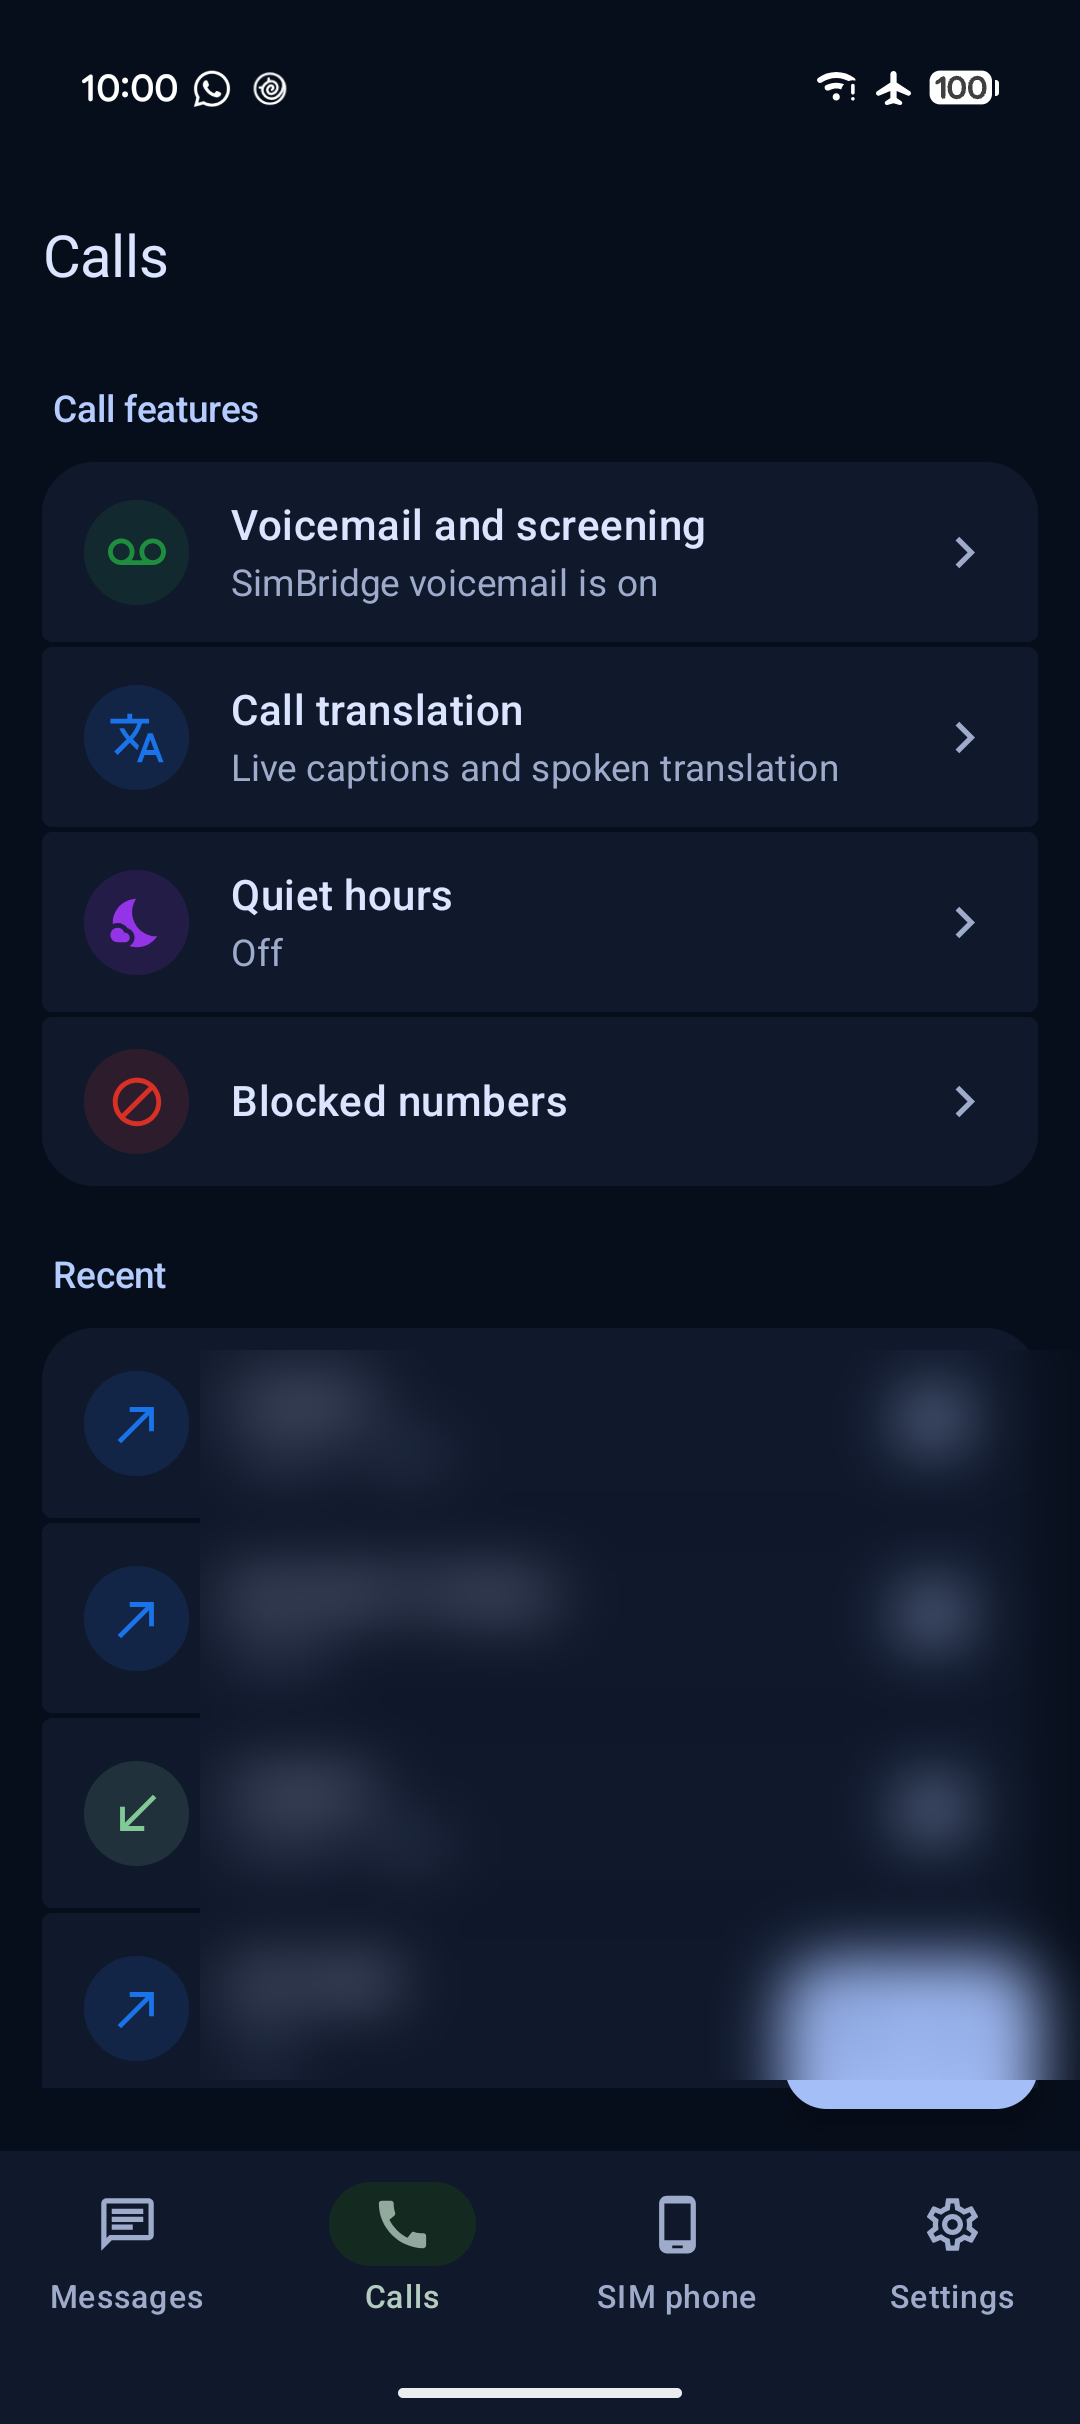 10:00
100
Calls
Call features
Voicemail and screening
SimBridge voicemail is on
Call translation
Live captions and spoken translation
Quiet hours
Off
Blocked numbers
Recent
Messages
Calls
SIM phone
Settings